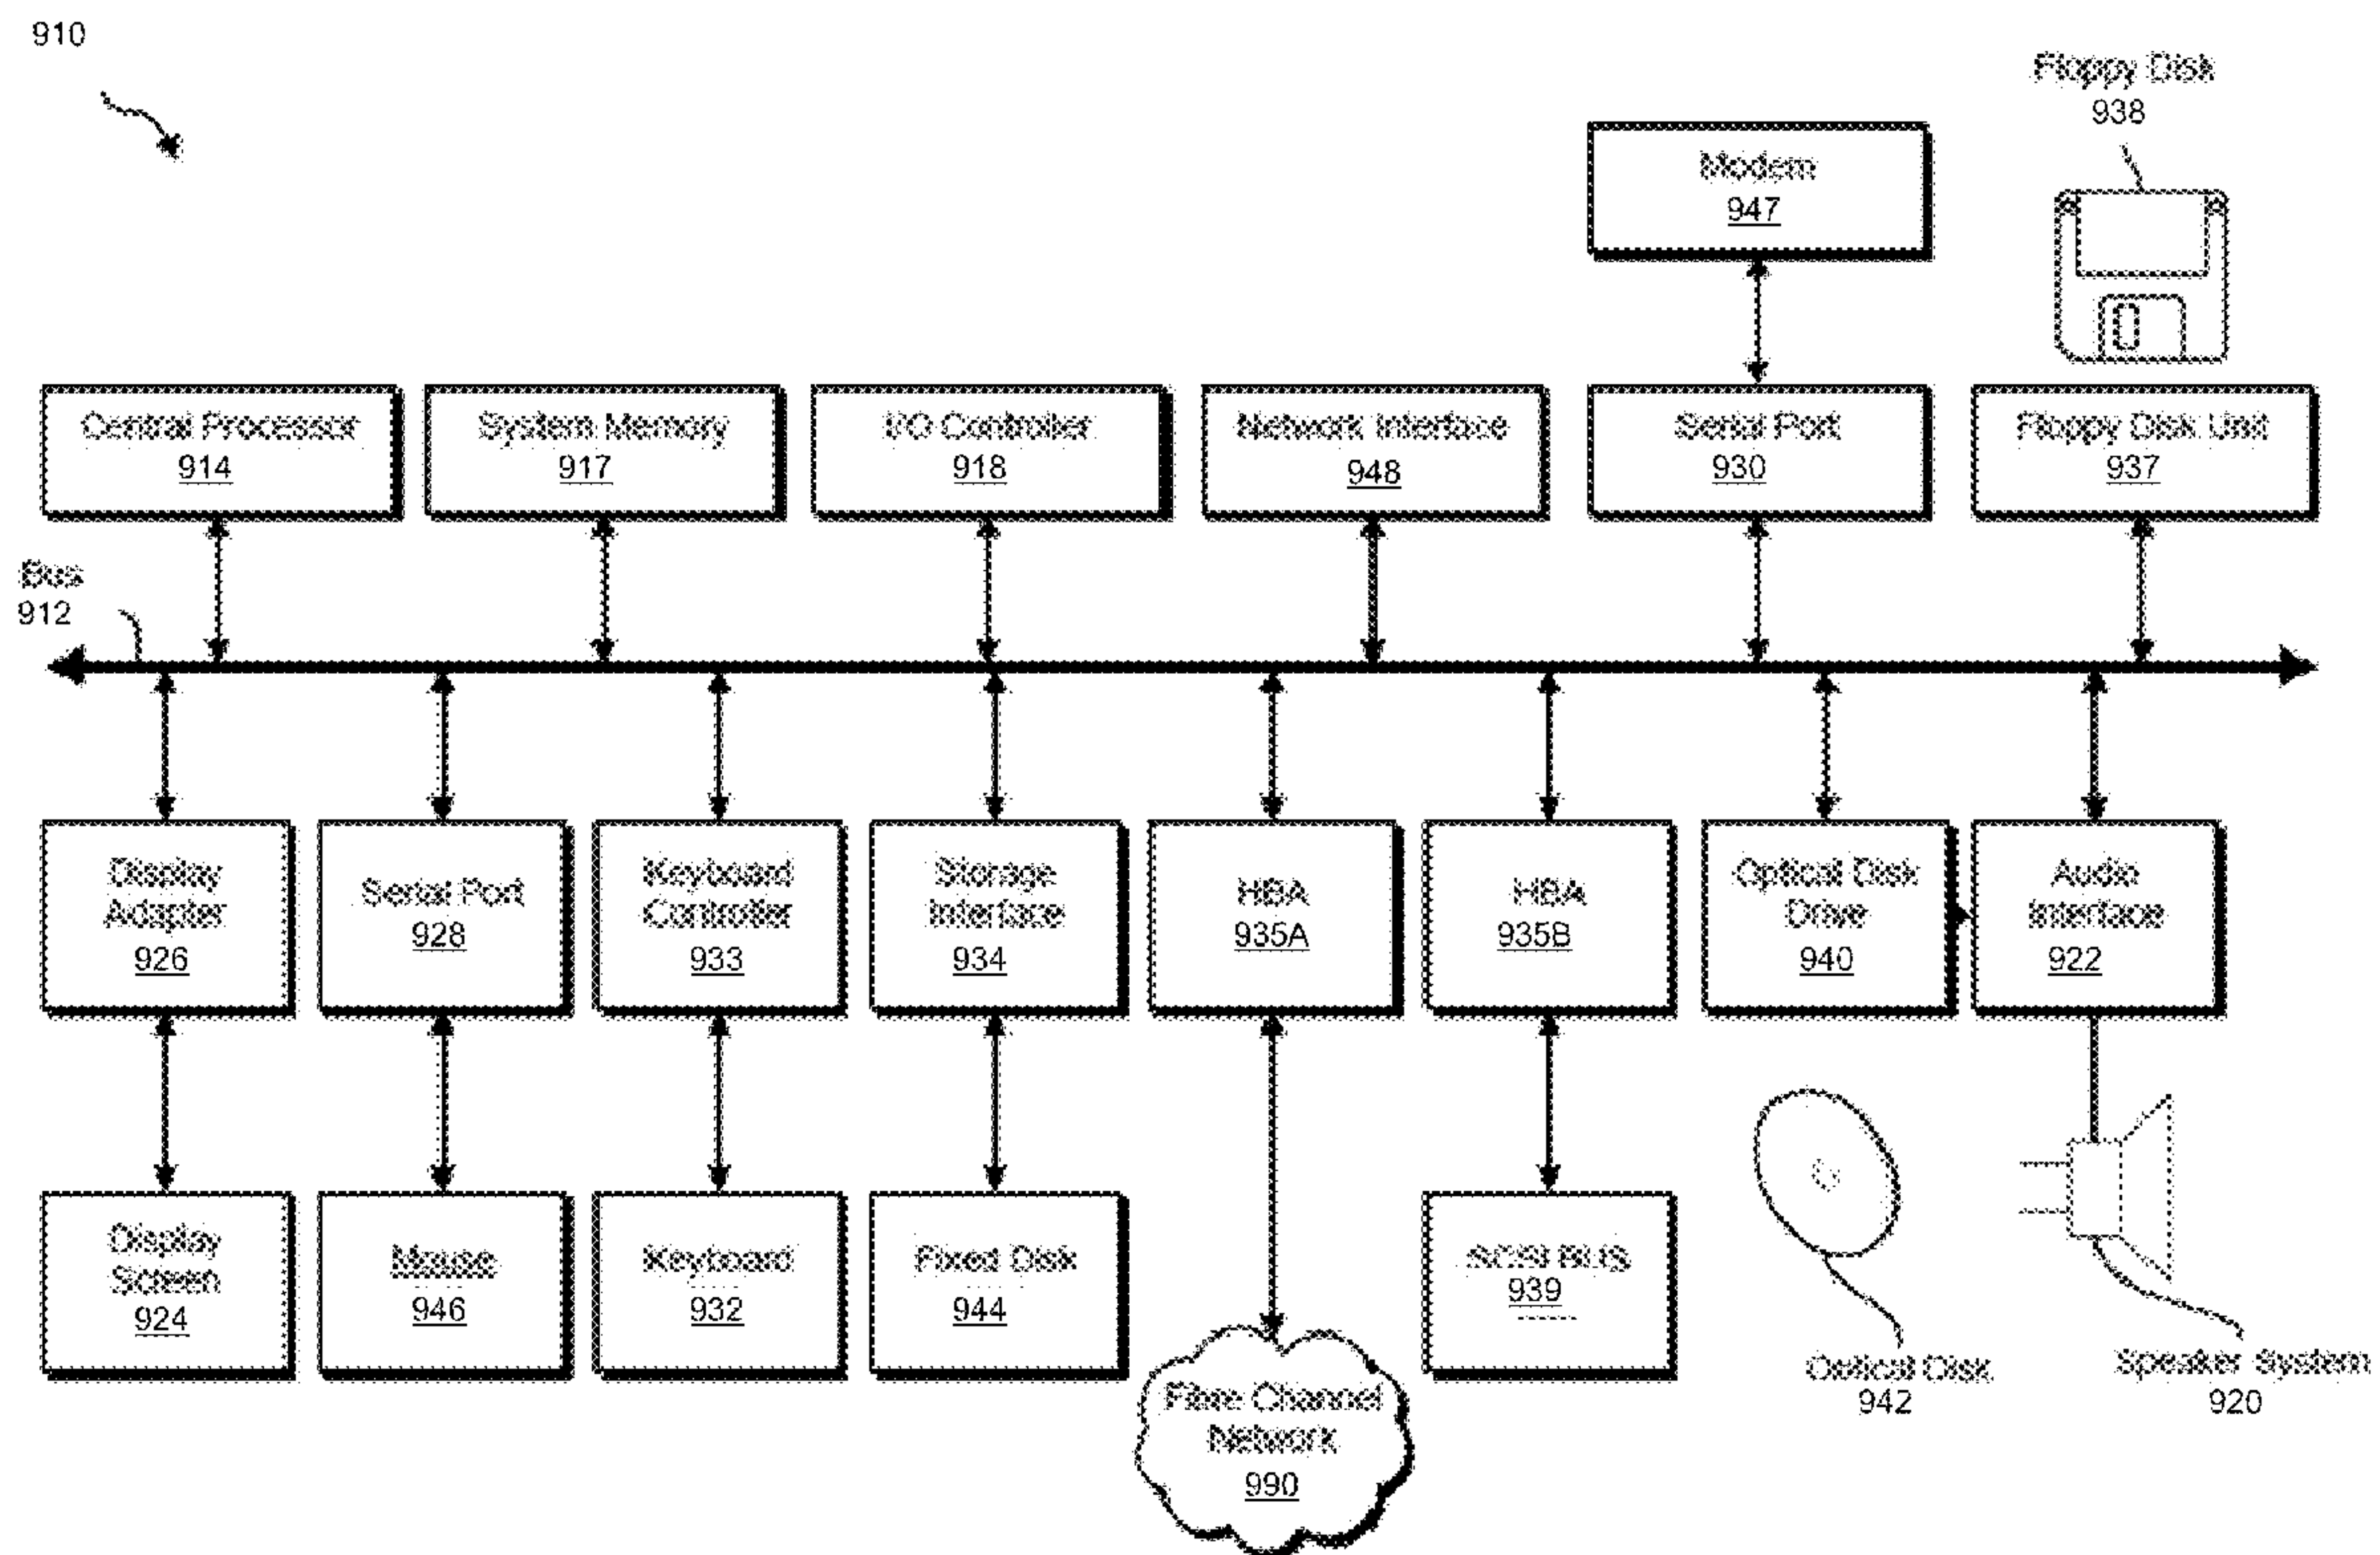 910
Floppy Disk
938
Modem
947
Central Processor
914
System Memory
917
I/O Controller
918
Network Interface
948
Serial Port
930
Floppy Disk Unit
937
Bus
912
Display
Adapter
926
Serial Port
928
Keyboard
Controller
933
Storage
Interface
934
HBA
935A
HBA
935B
Optical Disk
Drive
940
Audio
Interface
922
Display
Screen
924
Mouse
946
Keyboard
932
Fixed Disk
944
SCSI BUS
939
Optical Disk
942
Speaker System
920
Fibre Channel
Network
990